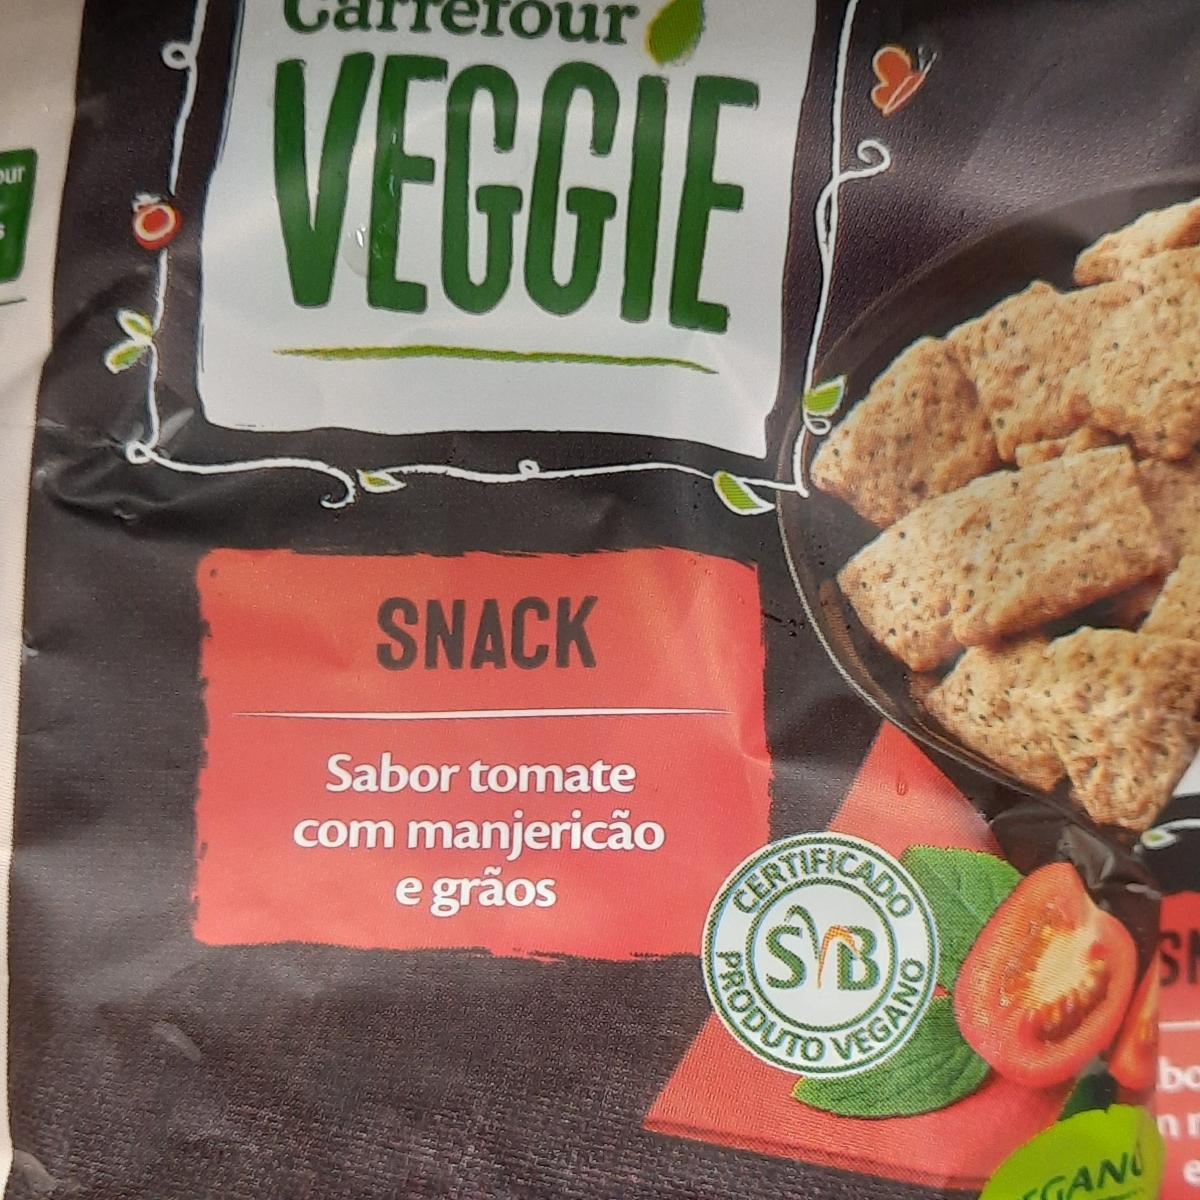 Carrefour
VEGGIE
SNACK
Sabor tomate
com manjericão
e grãos
CERTIFICADO
SVB
PRODUTO VEGANO